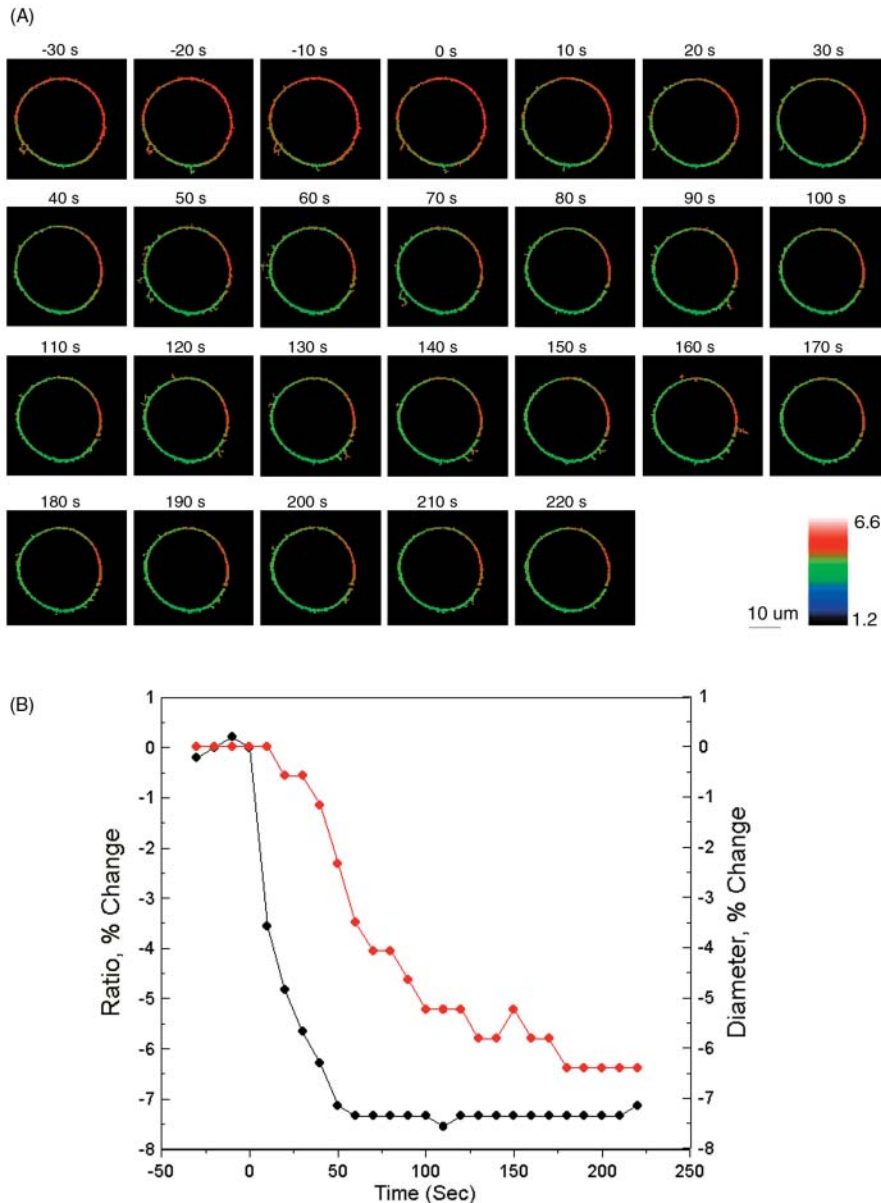 (A)
-30 s -20 s -10 s 0 s 10 s 20 s 30 s
40 s 50 s 60 s 70 s 80 s 90 s 100 s
110 s 120 s 130 s 140 s 150 s 160 s 170 s
180 s 190 s 200 s 210 s 220 s
6.6
10 um
1.2
(B)
1 1
0 0
-1 -1
-2 -2
-3 -3
-4 -4
-5 -5
-6 -6
-7 -7
-8 -8
Ratio, % Change
Diameter, % Change
-50 0 50 100 150 200 250
Time (Sec)